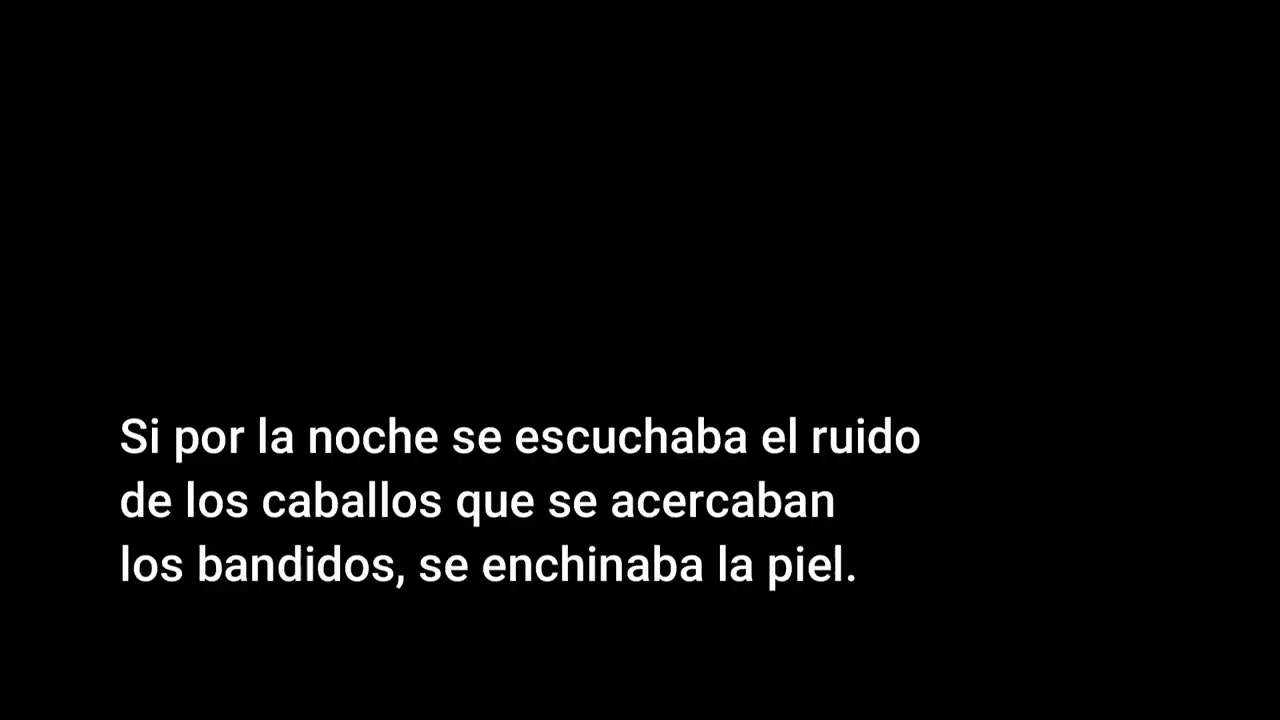 Si por la noche se escuchaba el ruido
de los caballos que se acercaban
los bandidos, se enchinaba la piel.